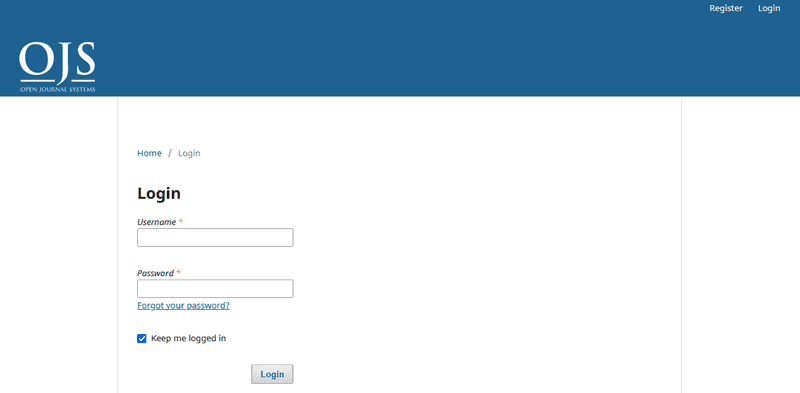 Register Login
OJS
OPEN JOURNAL SYSTEMS
Home / Login
Login
Username *
Password *
Forgot your password?
Keep me logged in
Login